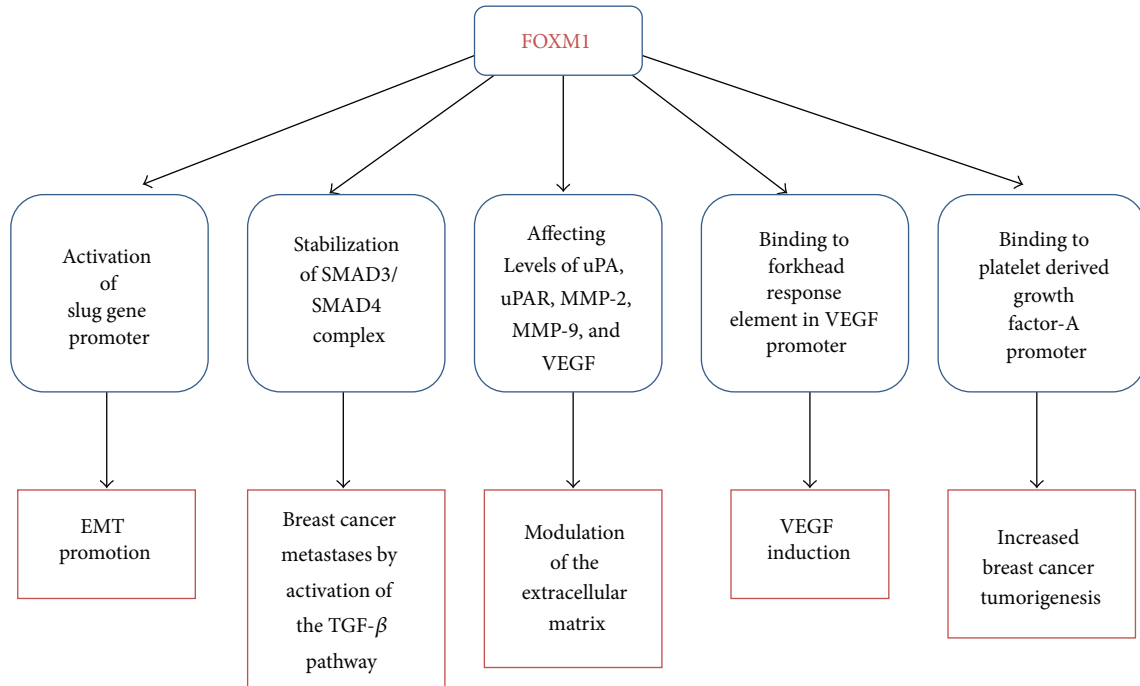 FOXM1
Activation
of
slug gene
promoter
Stabilization
of SMAD3/
SMAD4
complex
Affecting
Levels of uPA,
uPAR, MMP-2,
MMP-9, and
VEGF
Binding to
forkhead
response
element in VEGF
promoter
Binding to
platelet derived
growth
factor-A
promoter
EMT
promotion
Breast cancer
metastases by
activation of
the TGF-β
pathway
Modulation
of the
extracellular
matrix
VEGF
induction
Increased
breast cancer
tumorigenesis